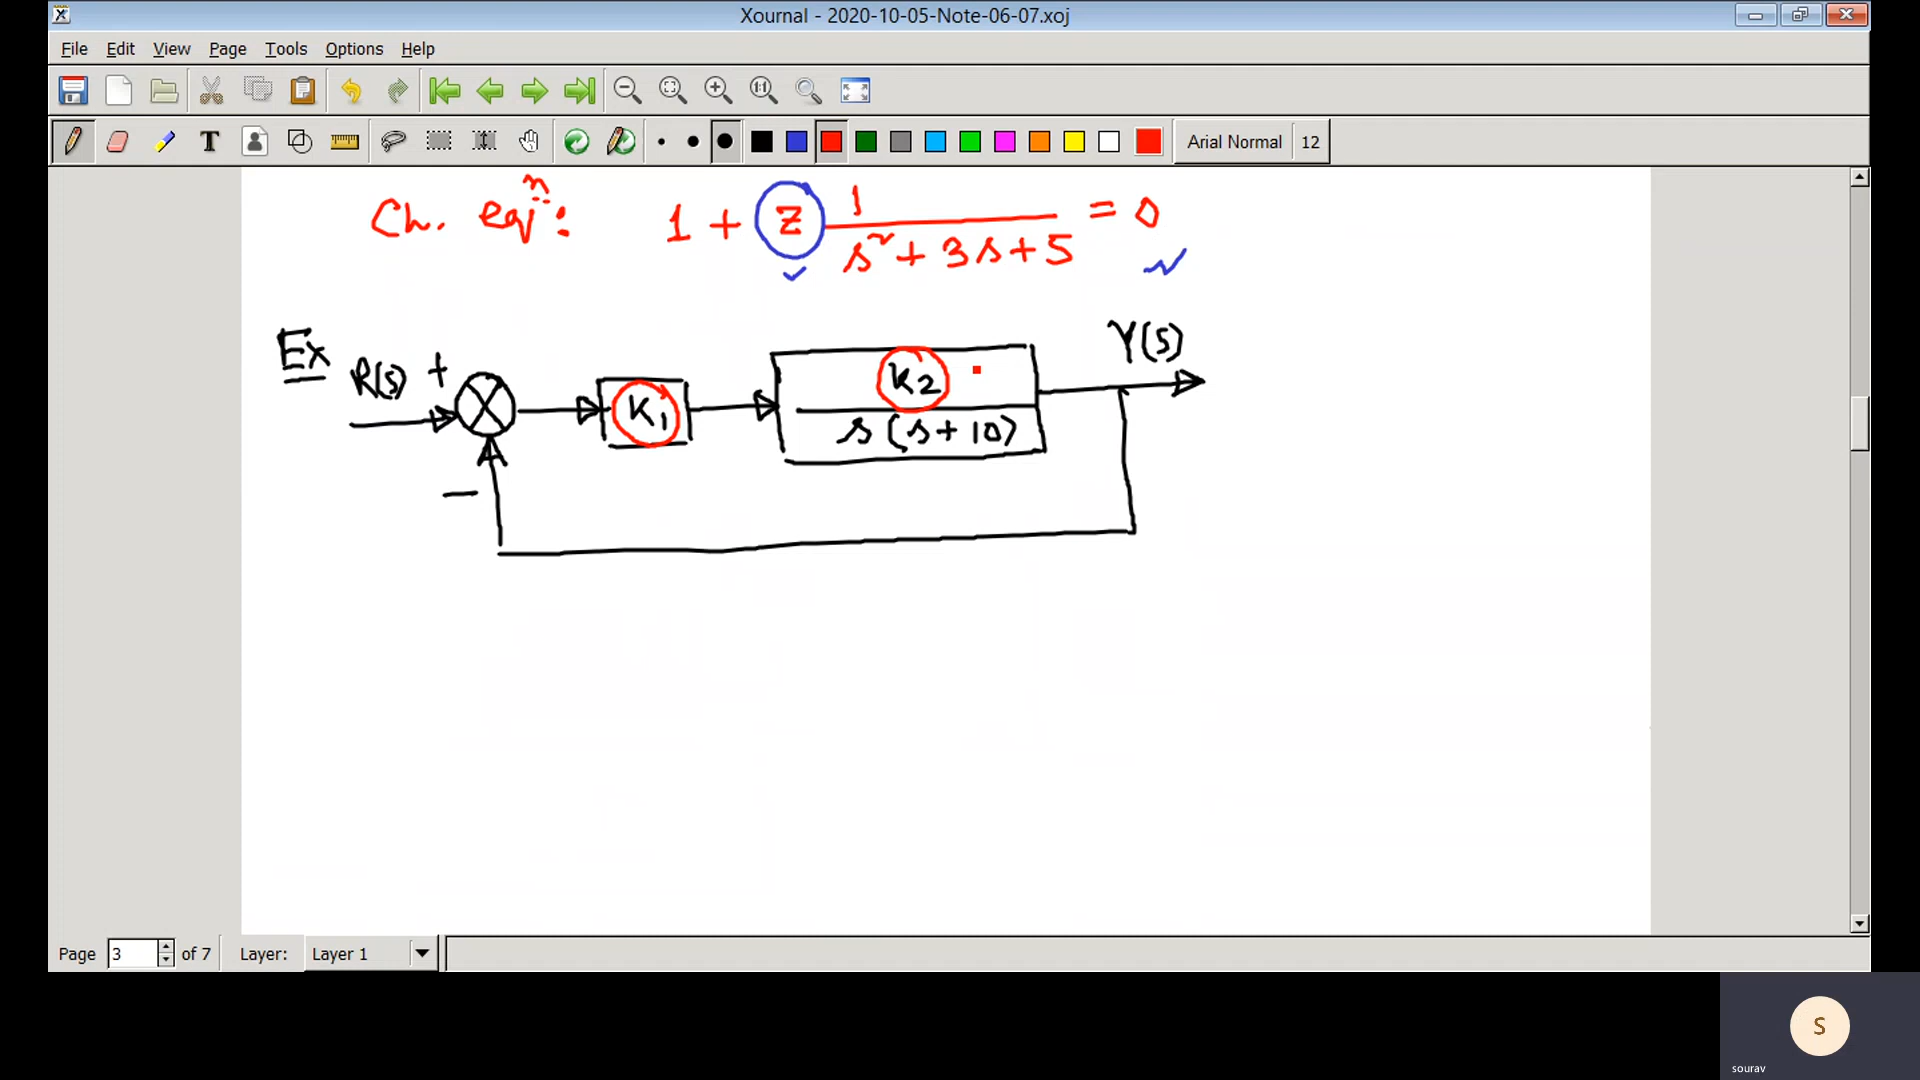 Xournal - 2020-10-05-Note-06-07.xoj
File Edit View Page Tools Options Help
Arial Normal 12
Ch. eqⁿ: 1 + z 1 / s² + 3s + 5 = 0
Ex
R(s) + K₁ K₂ Y(s)
s(s + 10)
−
Page 3 of 7 Layer: Layer 1
S
sourav